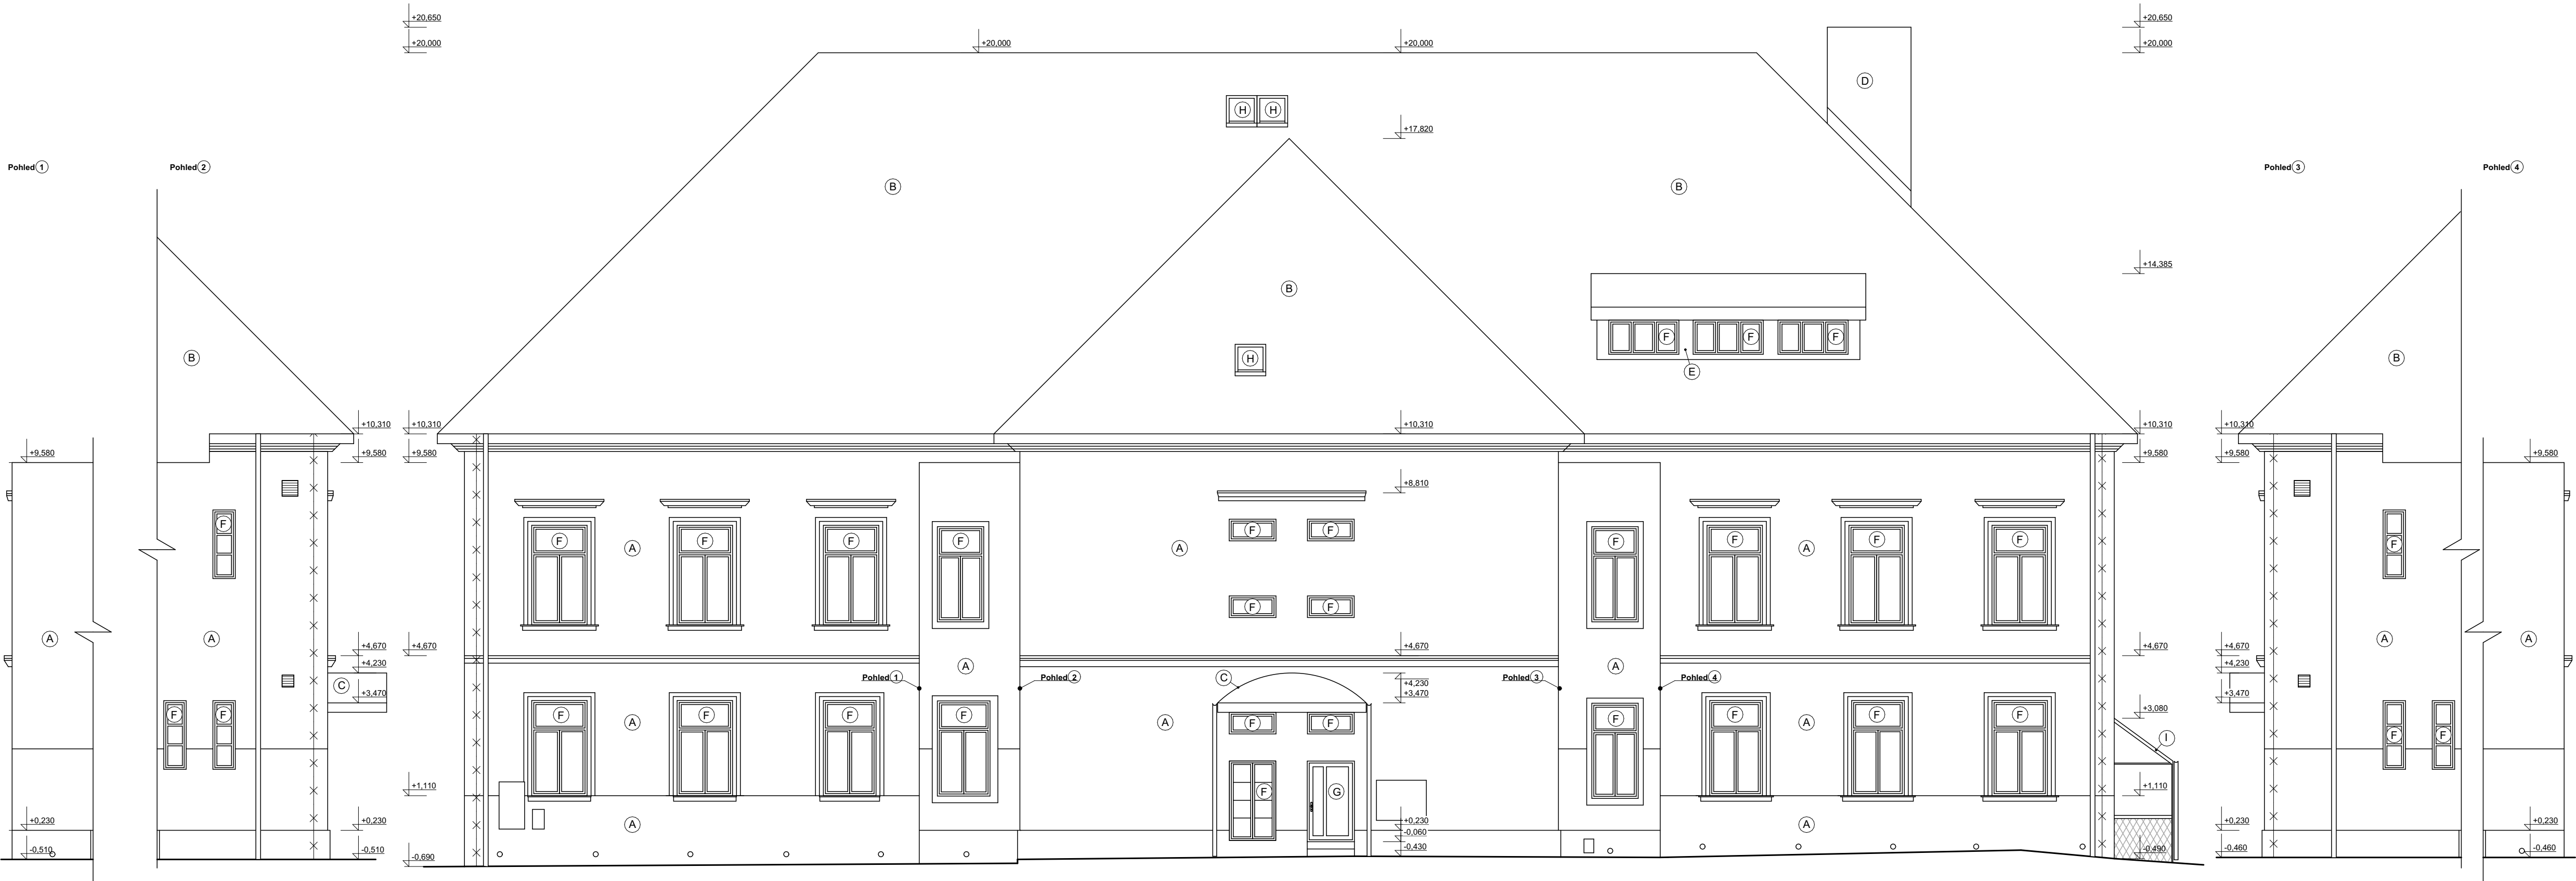 +20,650
+20,650
+20,000
+20,000
+20,000
+20,000
D
H H
+17,820
Pohled 1
Pohled 2
Pohled 3
Pohled 4
B
B
+14,385
B
F F F
B
H
B
E
+10,310
+10,310
+10,310
+10,310
+10,310
+9,580
+9,580
+9,580
+9,580
+9,580
+9,580
+8,810
F
F F
F F F F F F F F
F
A
A
A
F F
A
A
A
A
+4,670
+4,670
+4,670
+4,670
+4,670
A
A
+4,230
+4,230
C
Pohled 1
Pohled 2
C
+4,230
Pohled 3
Pohled 4
+3,470
+3,470
+3,470
+3,080
F F
F F F F
F F
F F F F
F F
A
A
A
I
+1,110
F
G
+1,110
+0,230
+0,230
A
+0,230
A
+0,230
+0,230
-0,060
-0,510
-0,510
-0,690
-0,430
-0,490
-0,460
-0,460